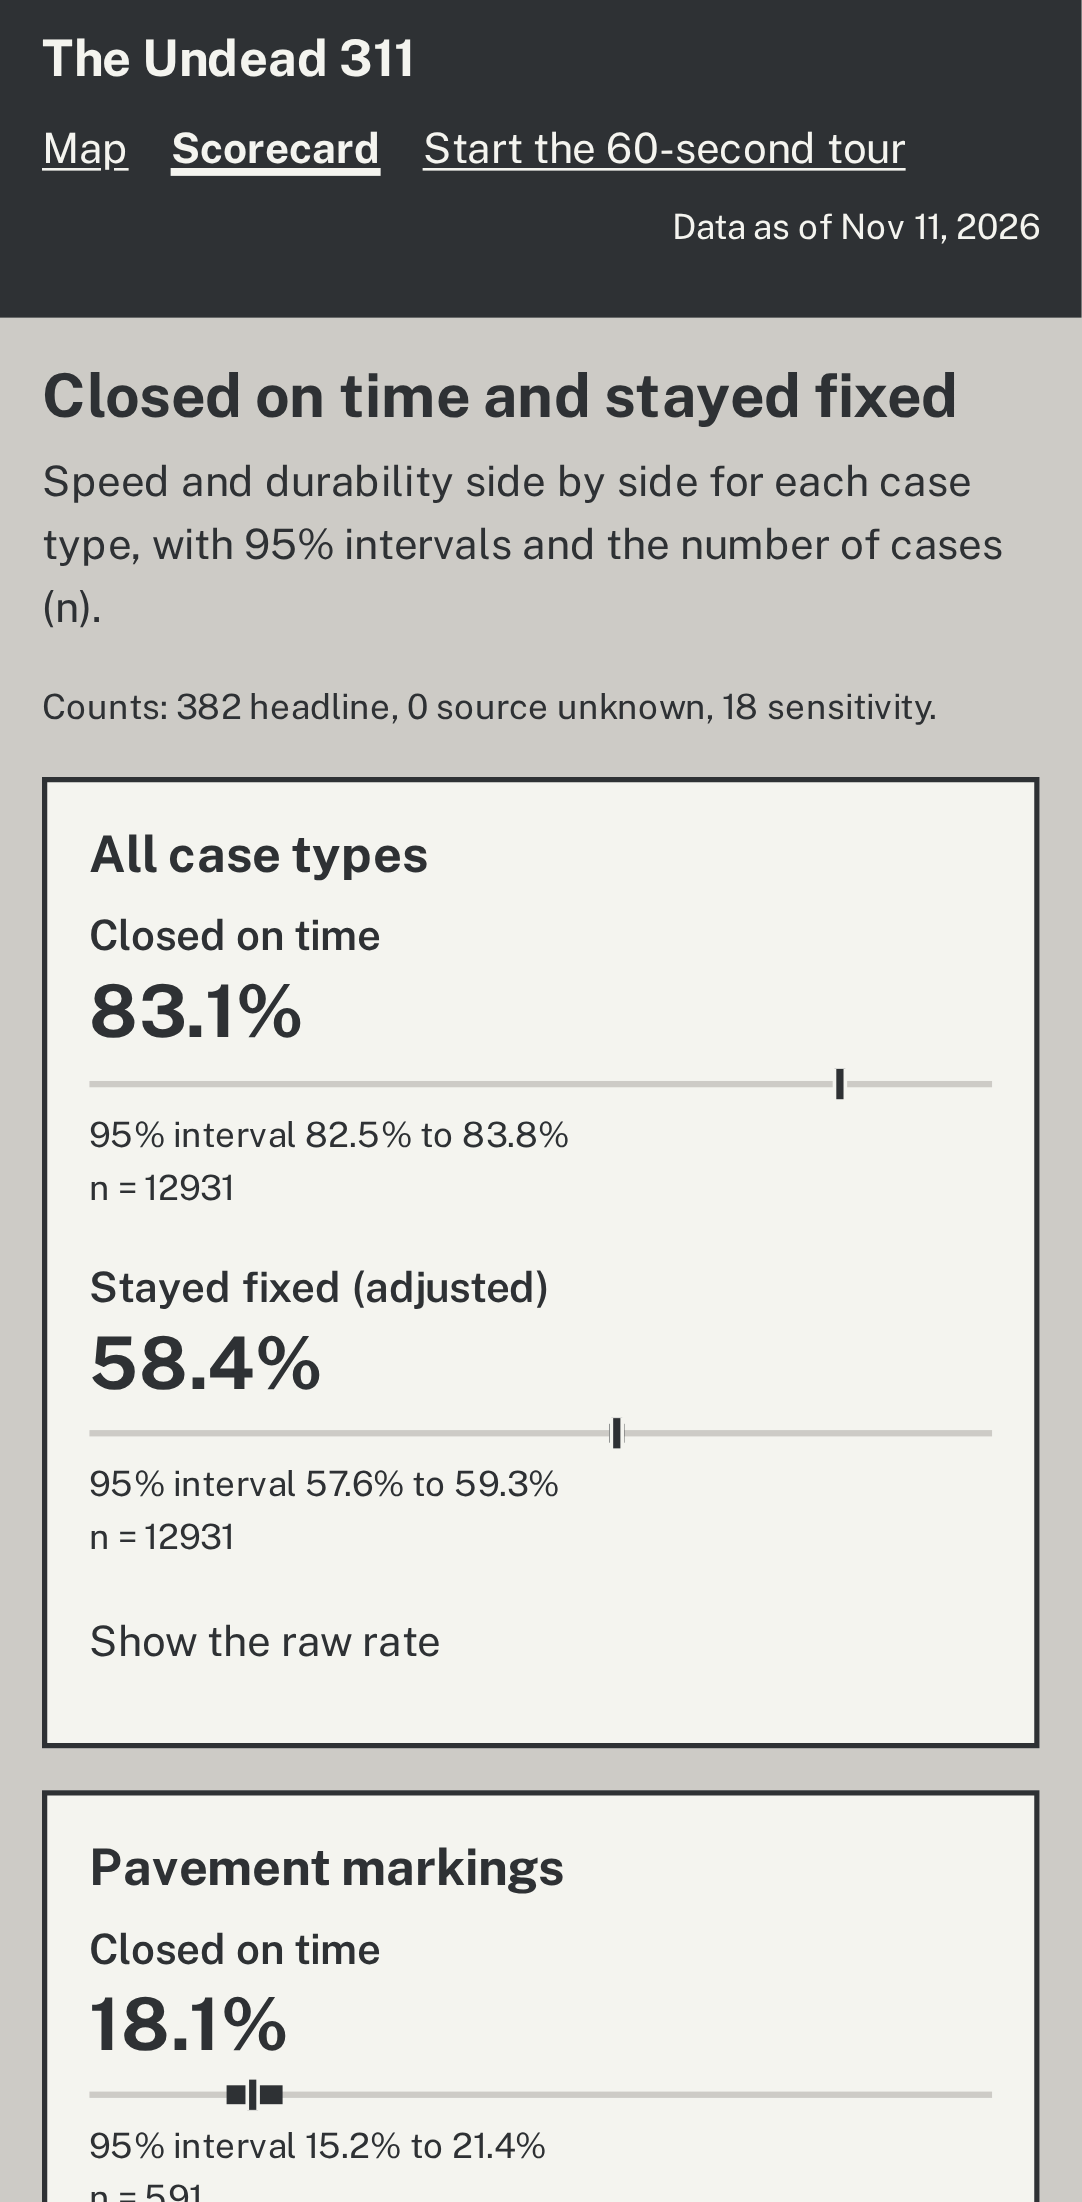 The Undead 311
Map Scorecard Start the 60-second tour
Data as of Nov 11, 2026
Closed on time and stayed fixed
Speed and durability side by side for each case
type, with 95% intervals and the number of cases
(n).
Counts: 382 headline, 0 source unknown, 18 sensitivity.
All case types
Closed on time
83.1%
95% interval 82.5% to 83.8%
n = 12931
Stayed fixed (adjusted)
58.4%
95% interval 57.6% to 59.3%
n = 12931
Show the raw rate
Pavement markings
Closed on time
18.1%
95% interval 15.2% to 21.4%
n = 591